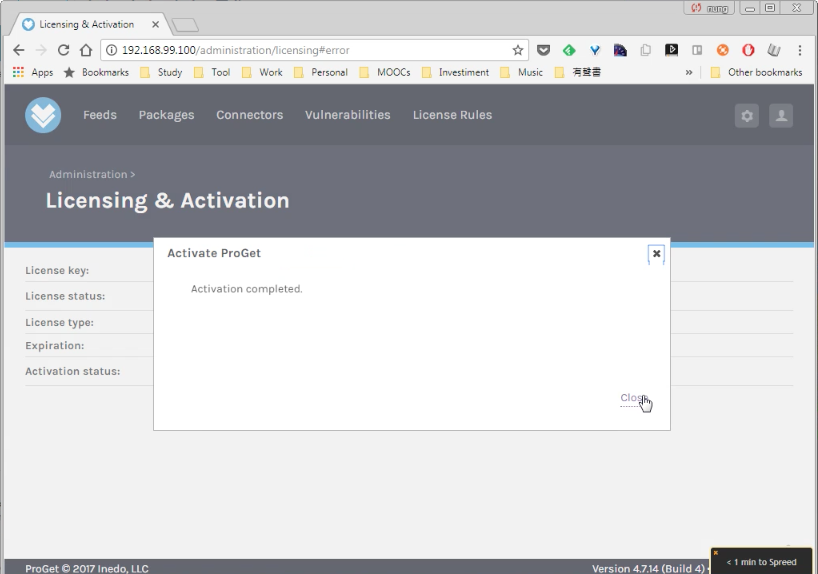 Licensing & Activation
192.168.99.100/administration/licensing#error
Apps Bookmarks Study Tool Work Personal MOOCs Investiment Music 有聲書 » Other bookmarks
Feeds Packages Connectors Vulnerabilities License Rules
Administration >
Licensing & Activation
Activate ProGet
Activation completed.
License key:
License status:
License type:
Expiration:
Activation status:
ProGet © 2017 Inedo, LLC
Version 4.7.14 (Build 4)
< 1 min to Spreed